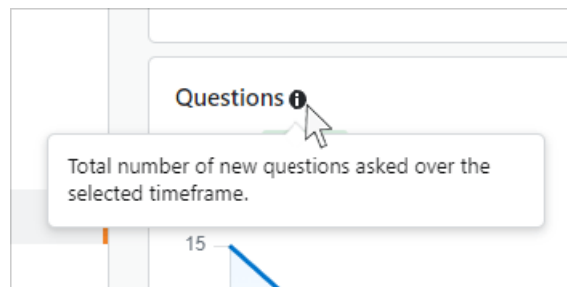 Questions
Total number of new questions asked over the
selected timeframe.
15